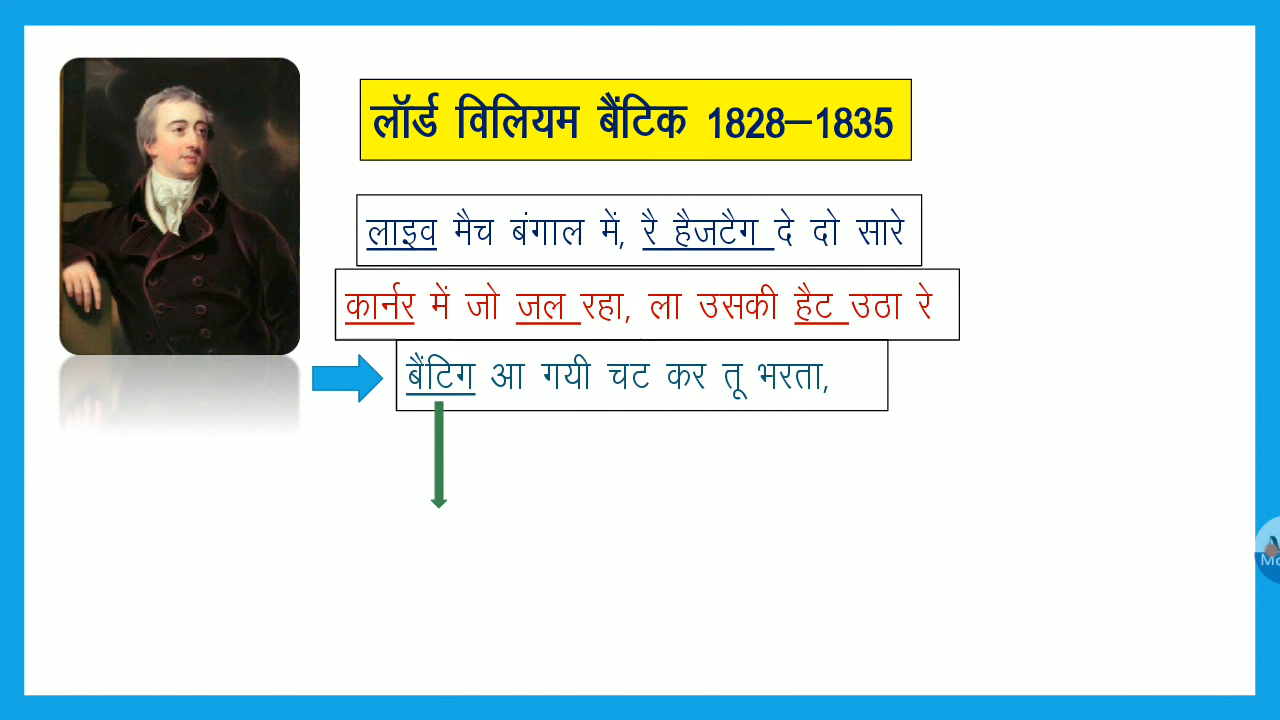 लॉर्ड विलियम बैंटिक 1828–1835
लाइव मैच बंगाल में, रै हैजटैग दे दो सारे
कार्नर में जो जल रहा, ला उसकी हैट उठा रे
बैंटिग आ गयी चट कर तू भरता,